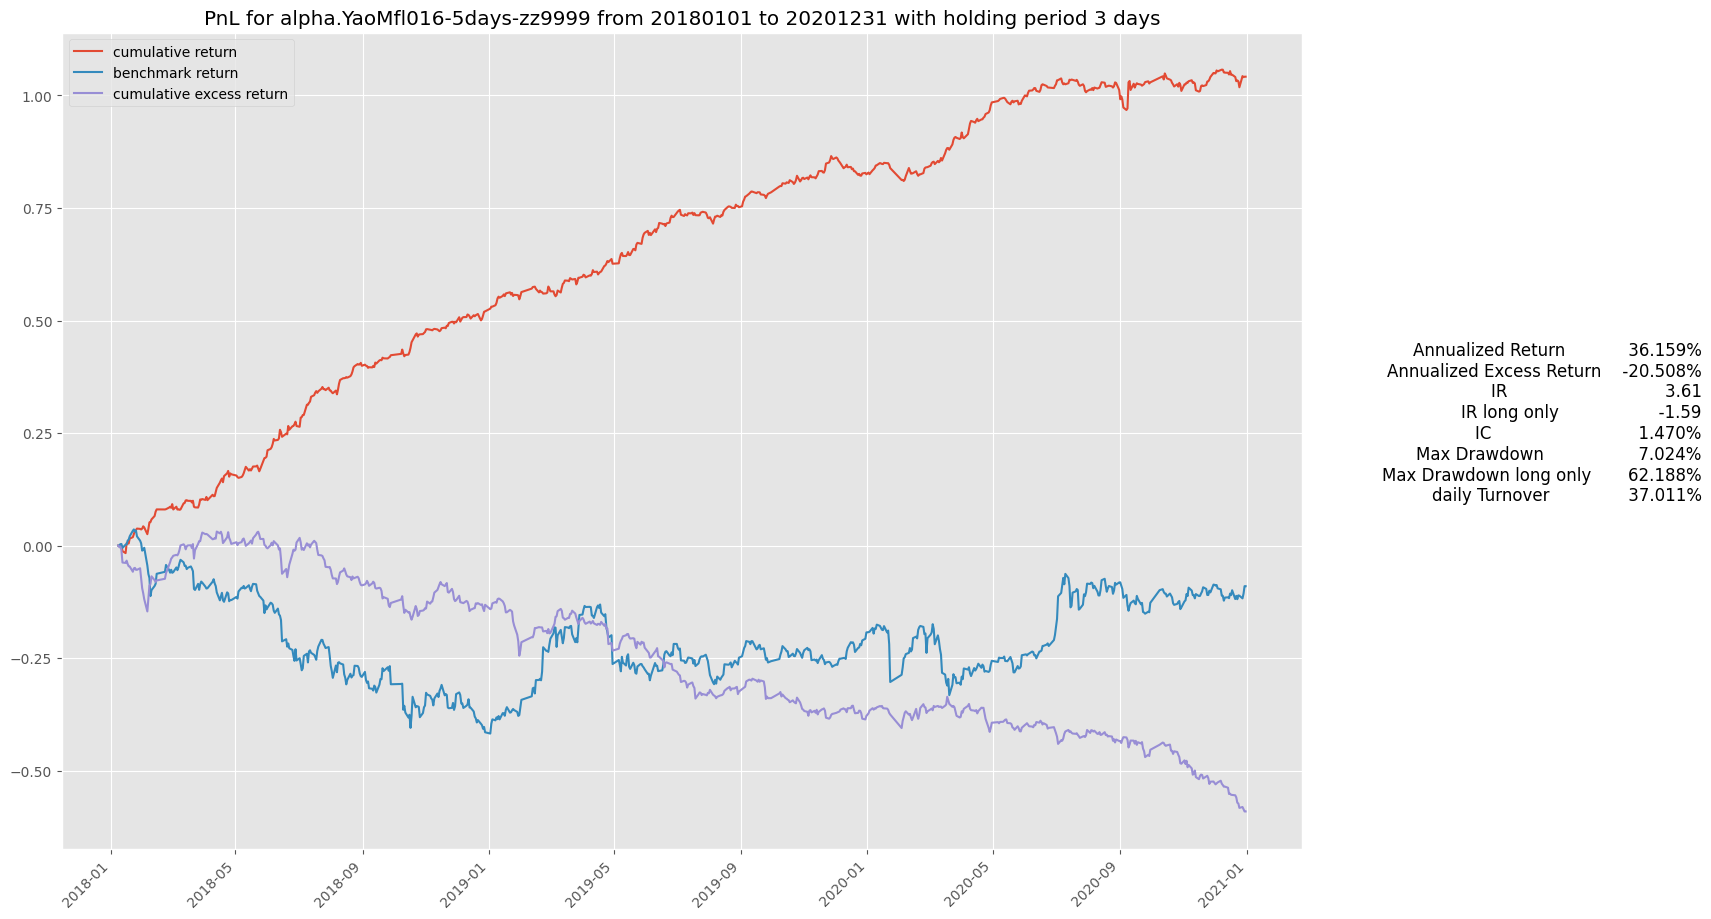 PnL for alpha.YaoMfl016-5days-zz9999 from 20180101 to 20201231 with holding period 3 days
cumulative return
benchmark return
cumulative excess return
1.00
0.75
0.50
0.25
0.00
−0.25
−0.50
2018-01
2018-05
2018-09
2019-01
2019-05
2019-09
2020-01
2020-05
2020-09
2021-01
Annualized Return 36.159%
Annualized Excess Return -20.508%
IR 3.61
IR long only -1.59
IC 1.470%
Max Drawdown 7.024%
Max Drawdown long only 62.188%
daily Turnover 37.011%